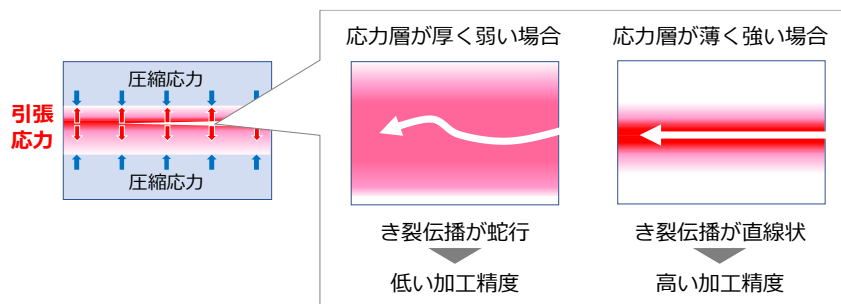 圧縮応力
引張
応力
圧縮応力
応力層が厚く弱い場合
き裂伝播が蛇行
低い加工精度
応力層が薄く強い場合
き裂伝播が直線状
高い加工精度